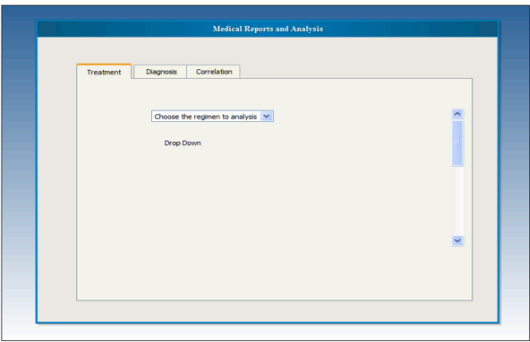 Medical Reports and Analysis
Treatment Diagnosis Correlation
Choose the regimen to analysis
Drop Down